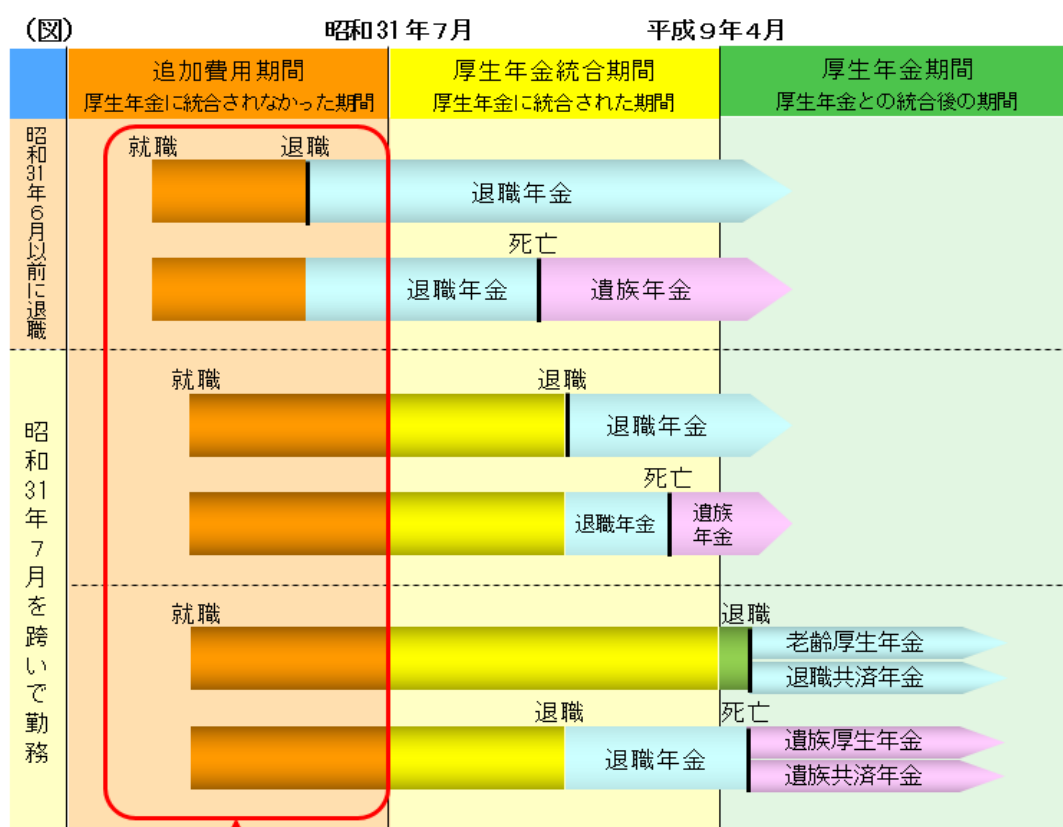 (図)
昭和31年7月
平成9年4月
追加費用期間
厚生年金に統合されなかった期間
厚生年金統合期間
厚生年金に統合された期間
厚生年金期間
厚生年金との統合後の期間
昭和31年6月以前に退職
就職
退職
退職年金
死亡
退職年金
遺族年金
昭和31年7月を跨いで勤務
就職
退職
退職年金
死亡
退職年金
遺族
年金
就職
退職
老齢厚生年金
退職共済年金
退職
死亡
退職年金
遺族厚生年金
遺族共済年金